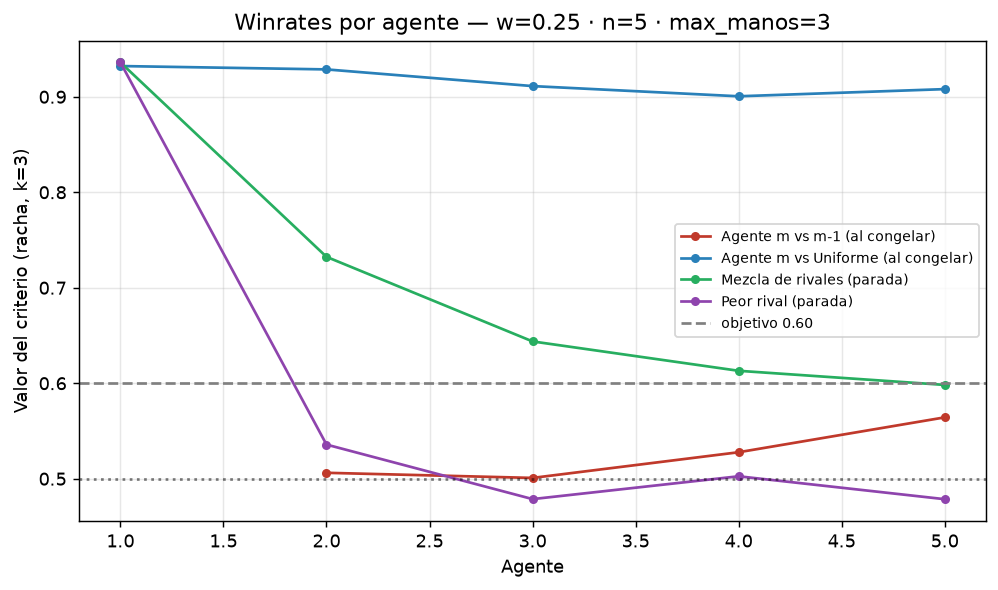 Winrates por agente — w=0.25 · n=5 · max_manos=3
Valor del criterio (racha, k=3)
0.9
0.8
0.7
0.6
0.5
Agente m vs m-1 (al congelar)
Agente m vs Uniforme (al congelar)
Mezcla de rivales (parada)
Peor rival (parada)
objetivo 0.60
1.0 1.5 2.0 2.5 3.0 3.5 4.0 4.5 5.0
Agente